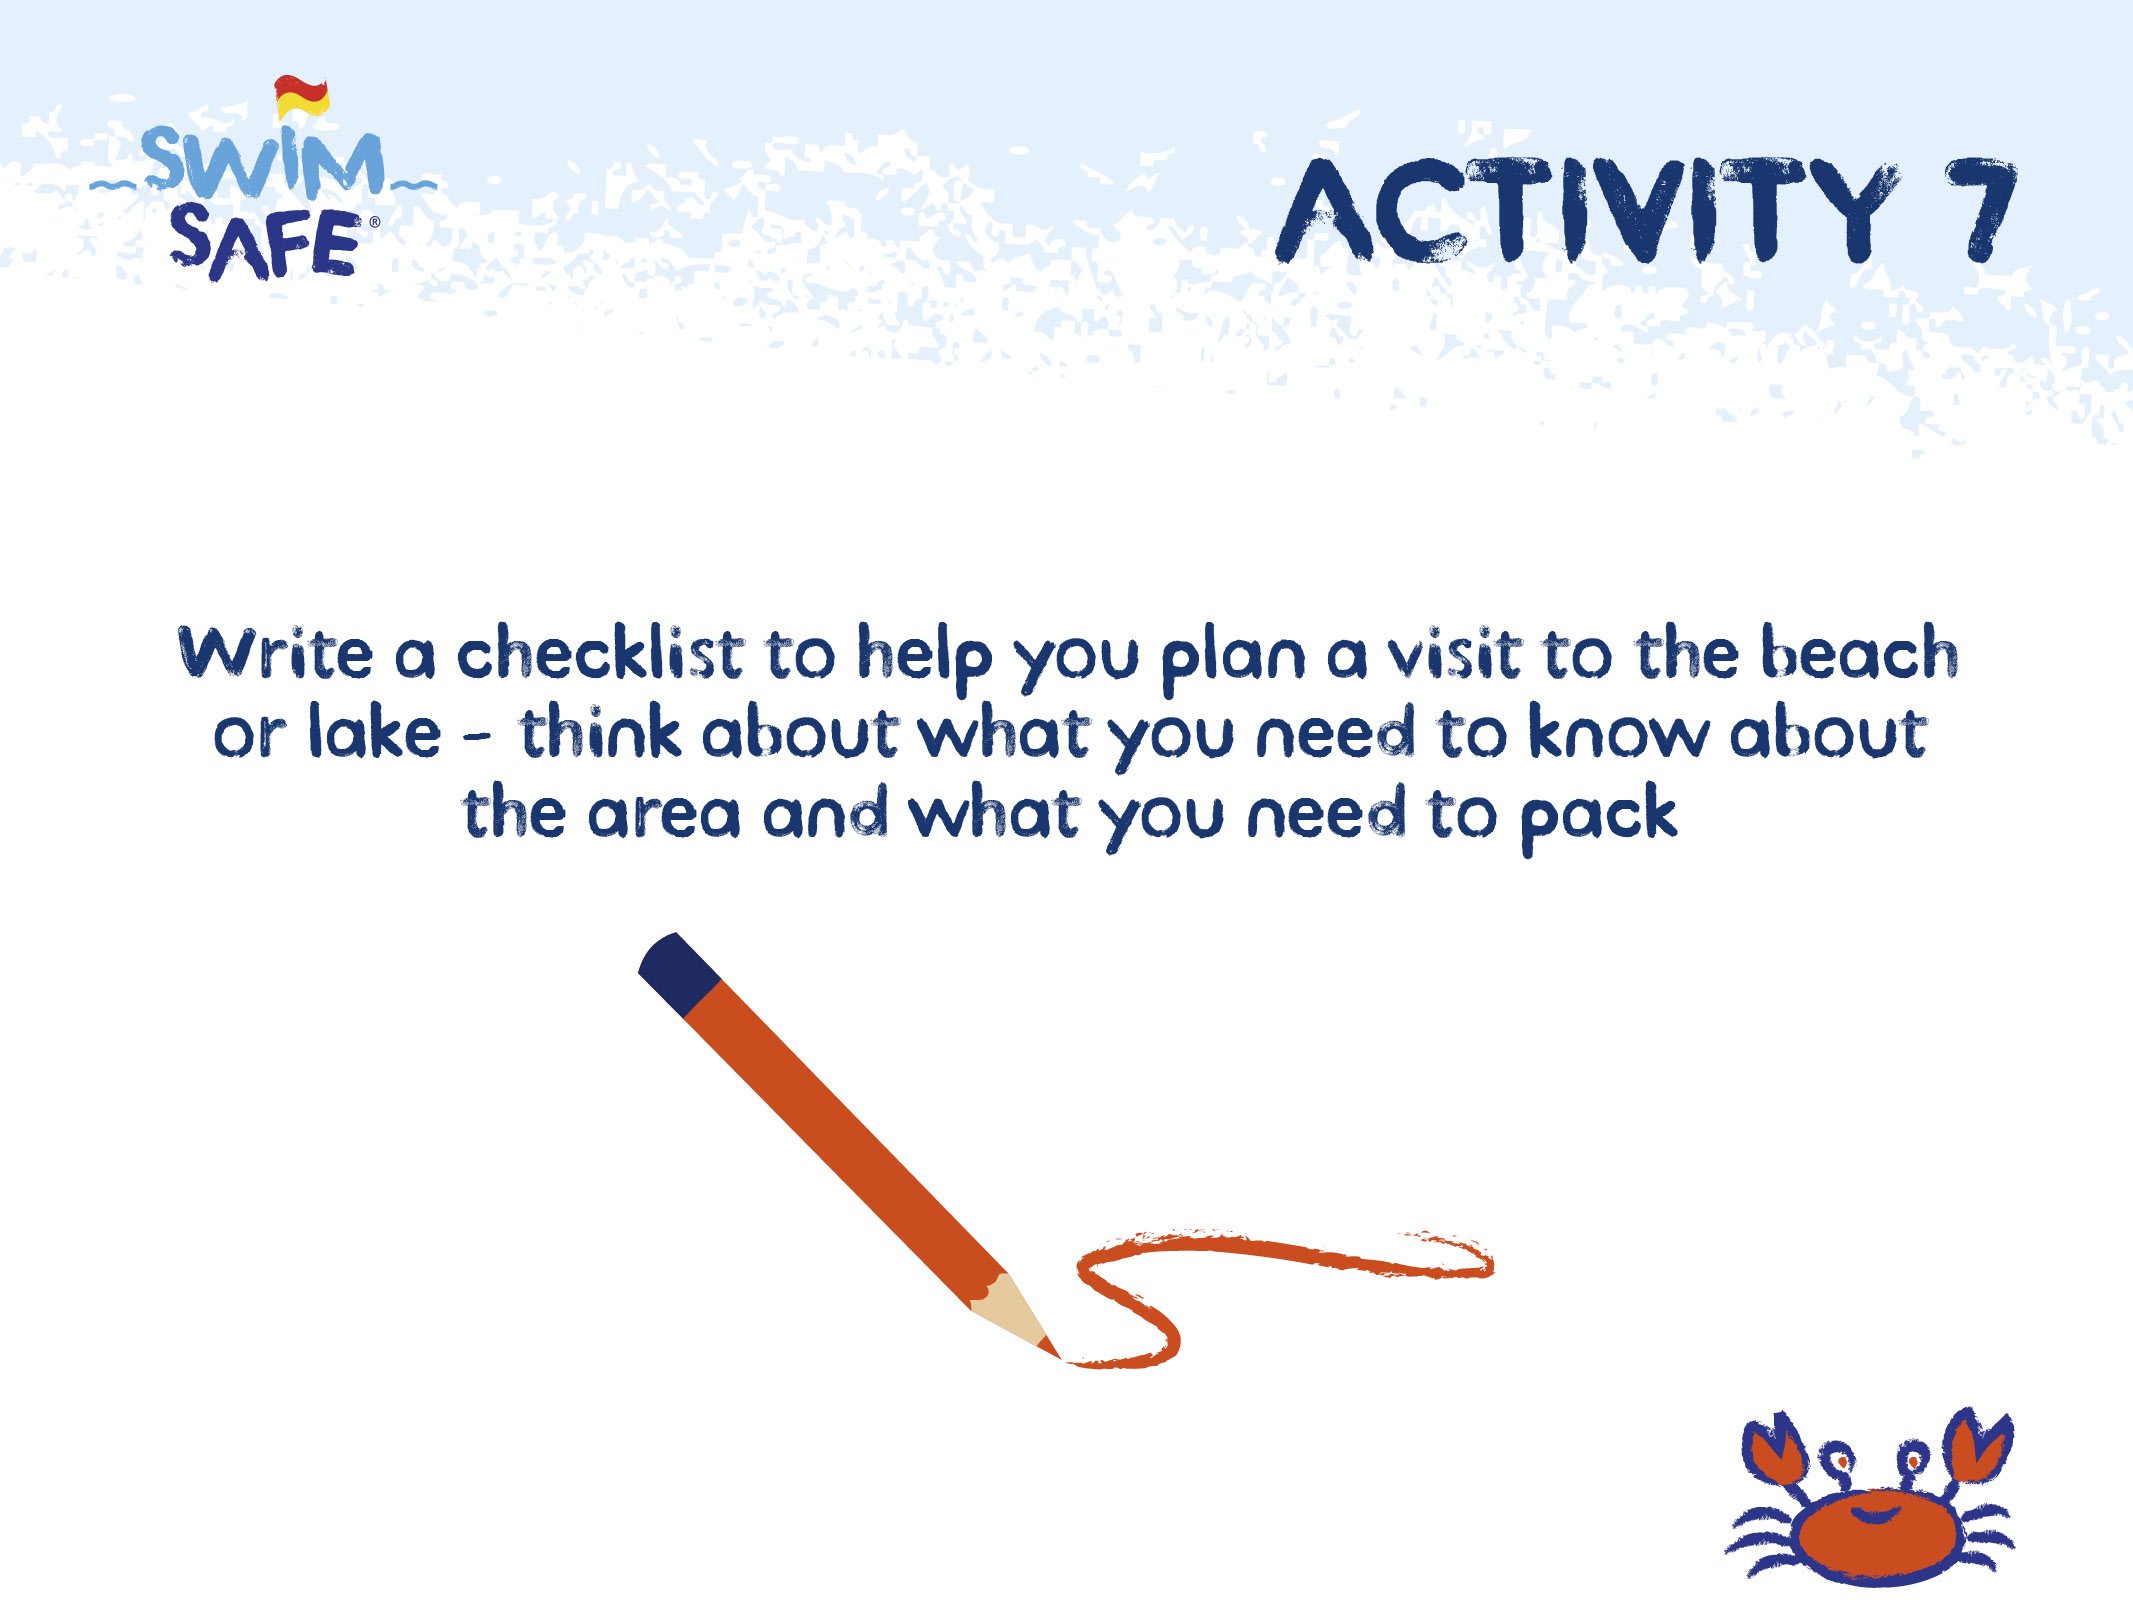 SWIM
SAFE®
ACTIVITY 7
Write a checklist to help you plan a visit to the beach
or lake - think about what you need to know about
the area and what you need to pack